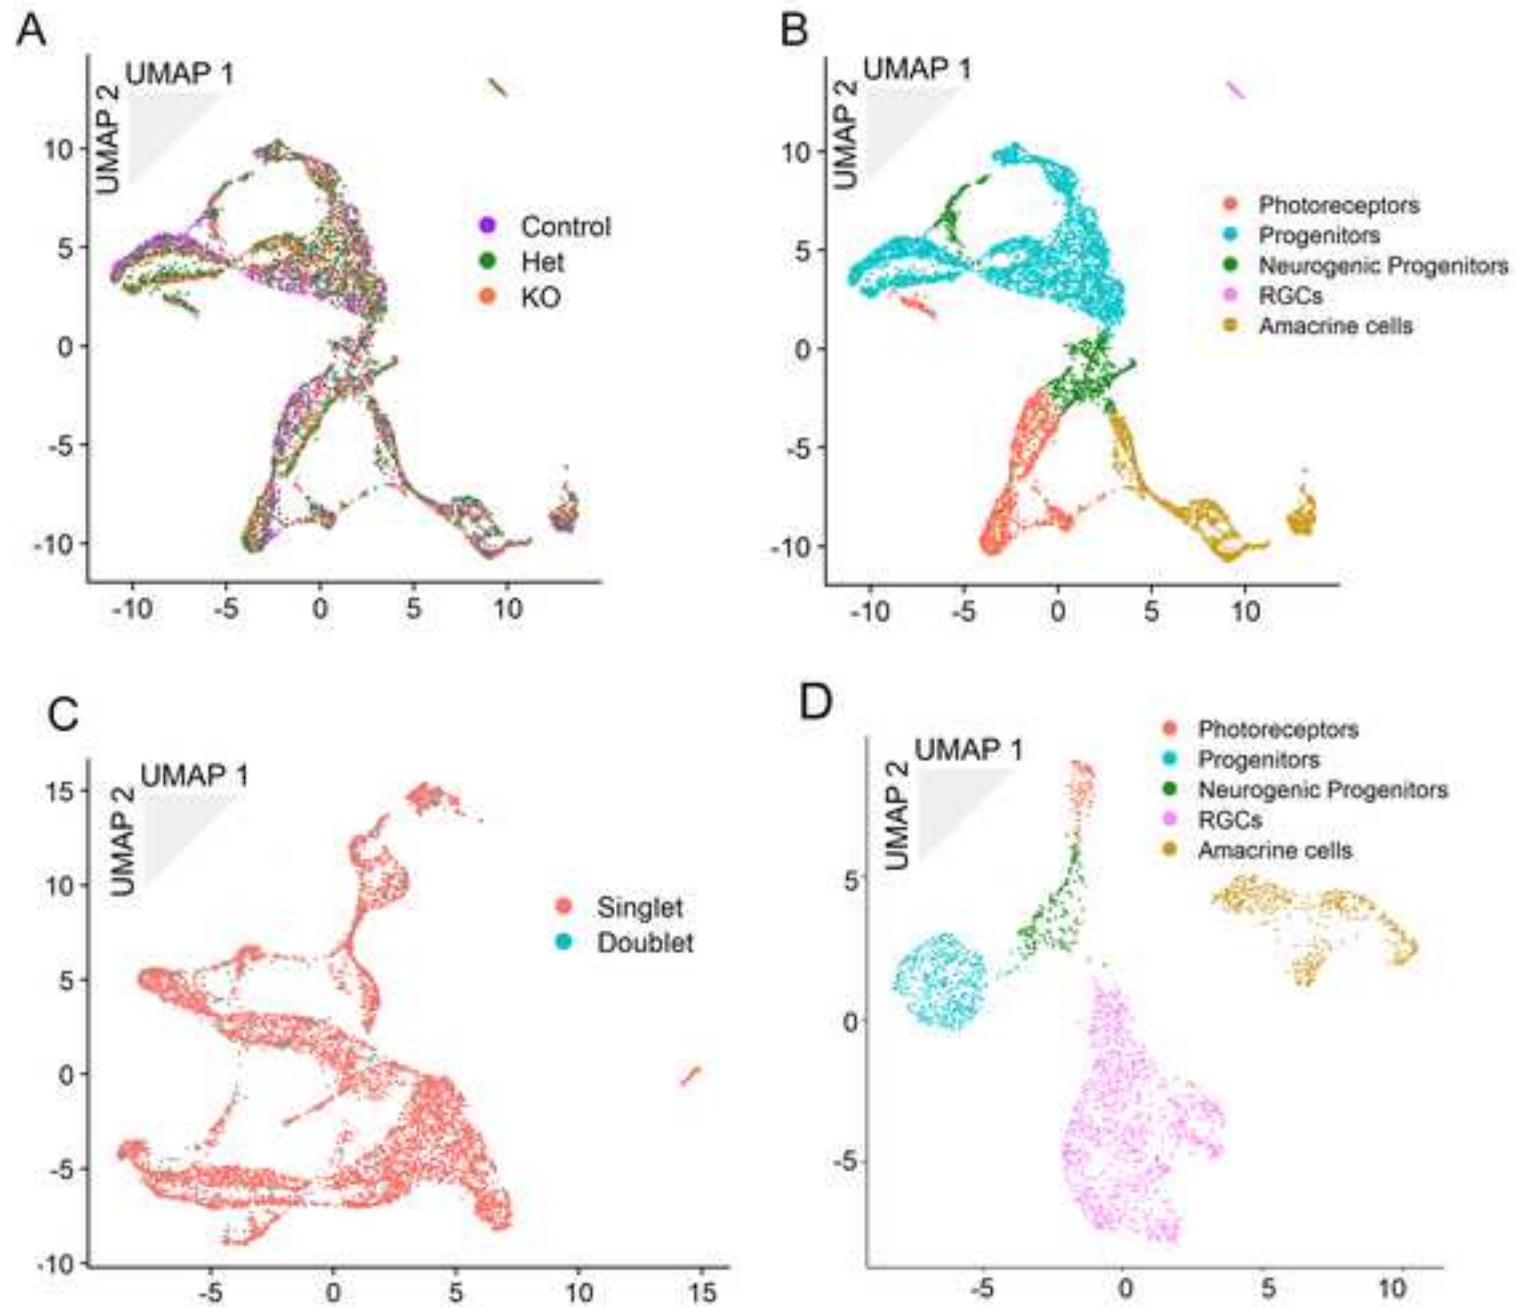 A
UMAP 1
UMAP 2
10
5
0
-5
-10
-10 -5 0 5 10
Control
Het
KO
B
UMAP 1
UMAP 2
10
5
0
-5
-10
-10 -5 0 5 10
Photoreceptors
Progenitors
Neurogenic Progenitors
RGCs
Amacrine cells
C
UMAP 1
UMAP 2
15
10
5
0
-5
-10
-5 0 5 10 15
Singlet
Doublet
D
UMAP 1
UMAP 2
5
0
-5
-5 0 5 10
Photoreceptors
Progenitors
Neurogenic Progenitors
RGCs
Amacrine cells